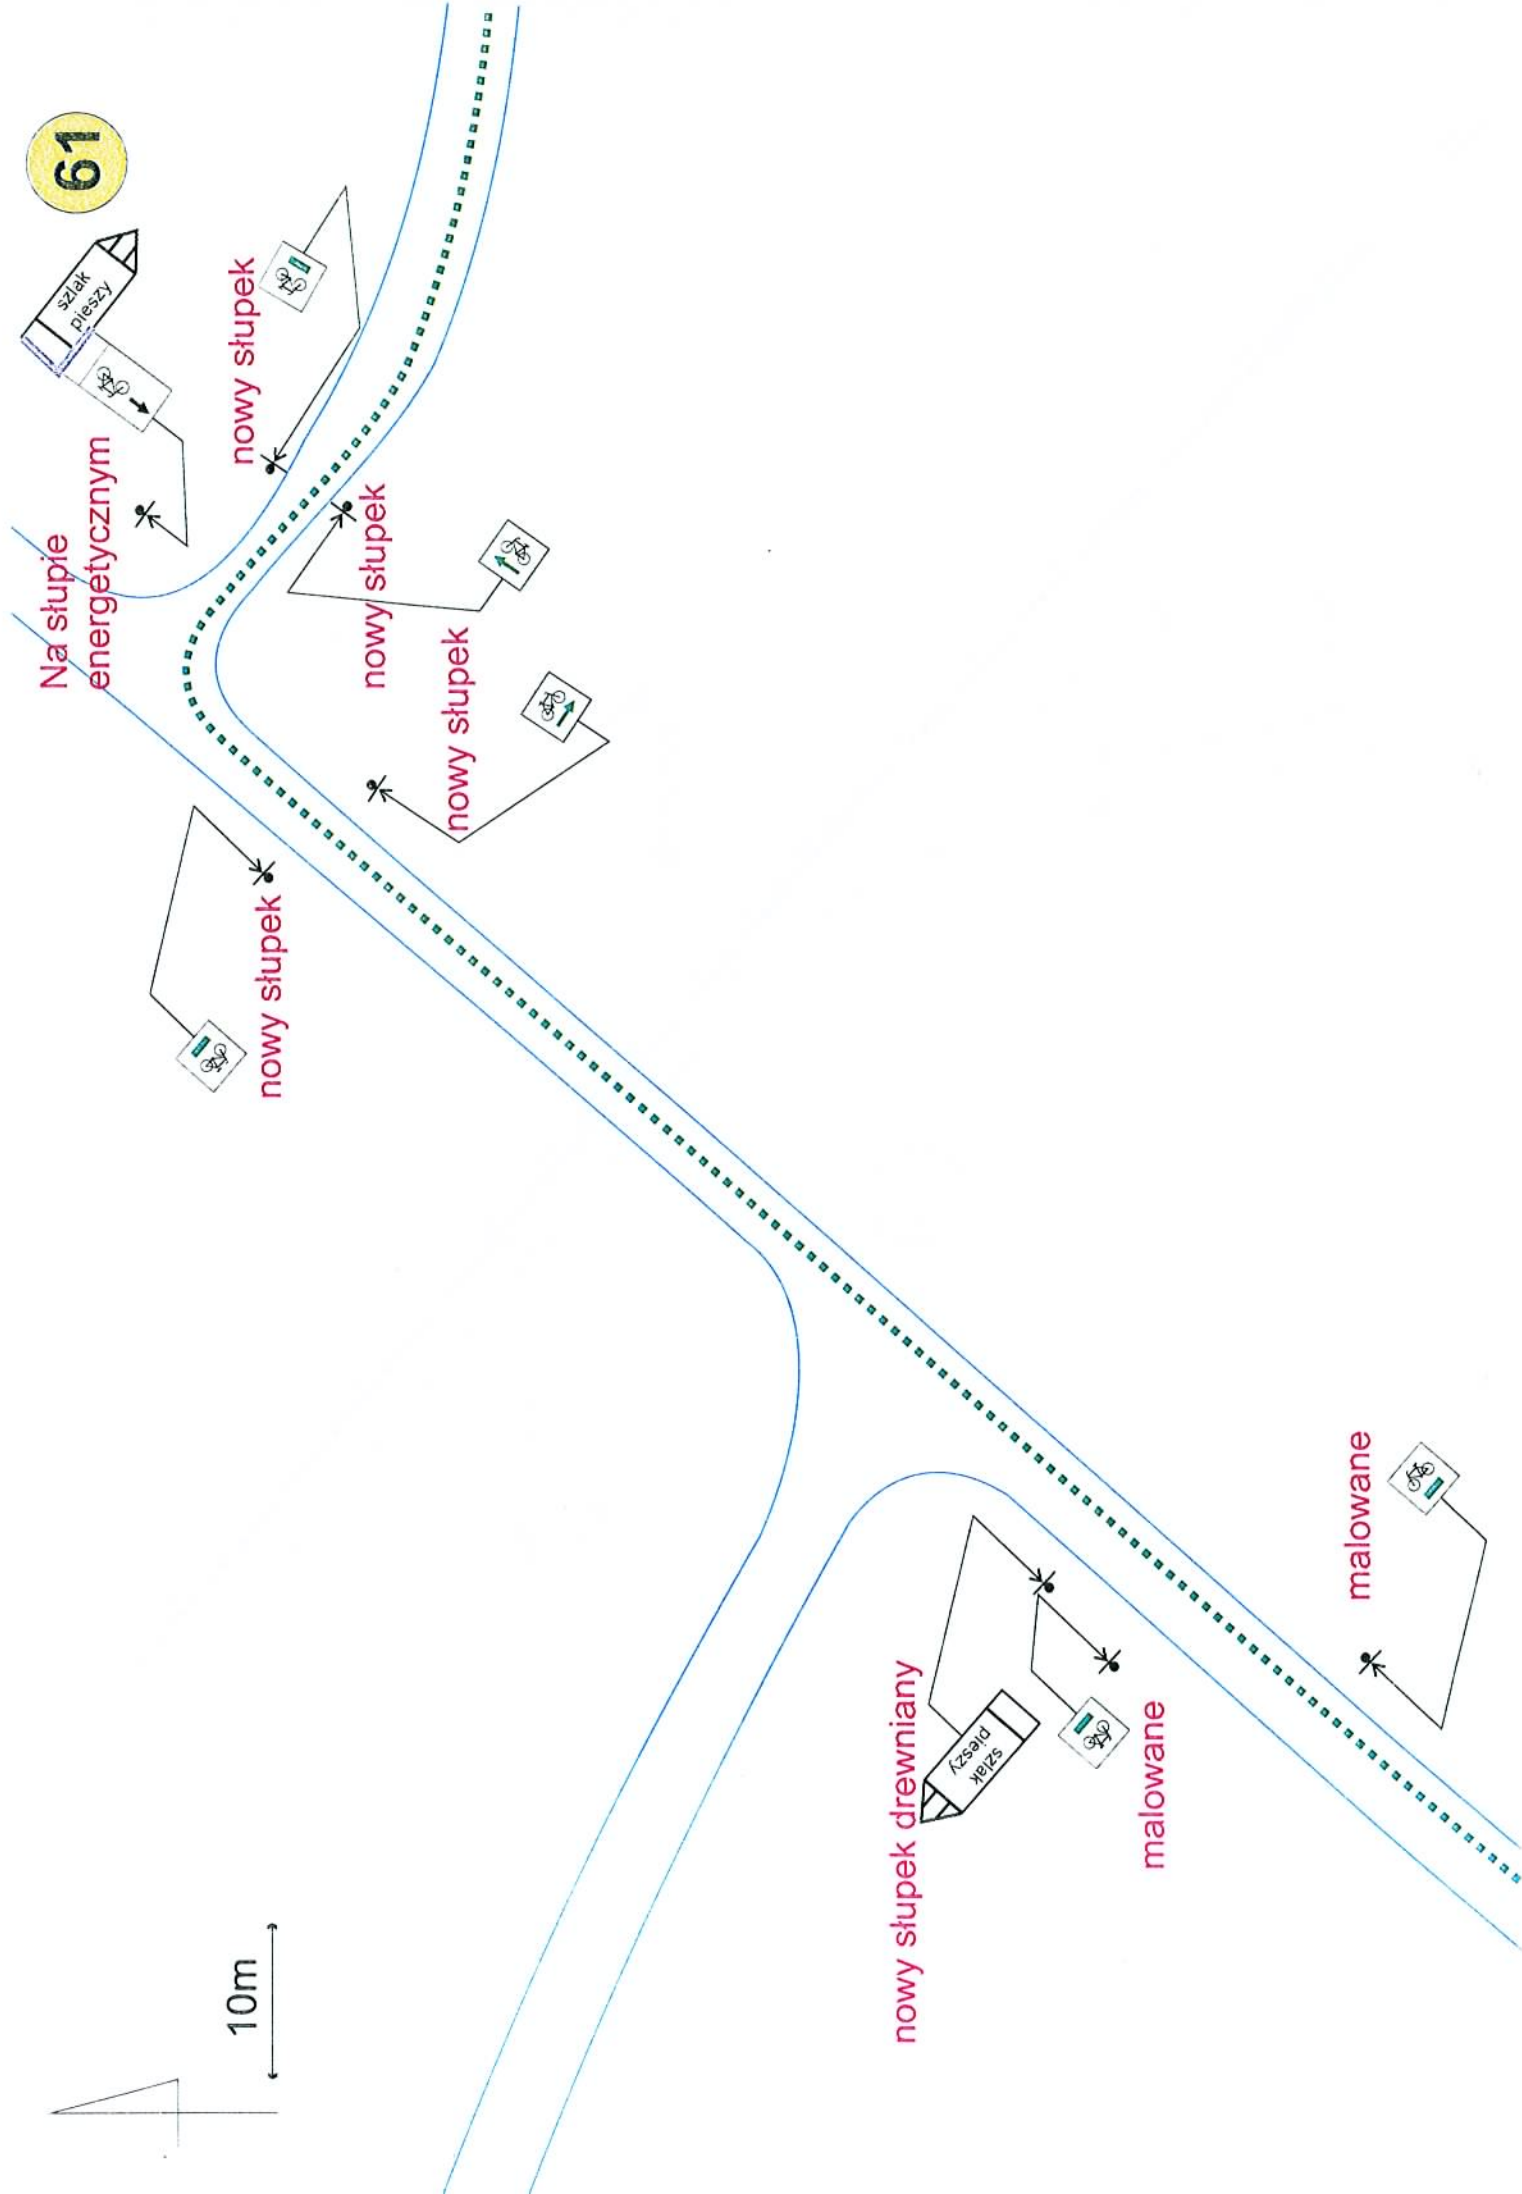 61
szlak
pieszy
Na słupie
energetycznym
nowy słupek
nowy słupek
nowy słupek
nowy słupek
10m
nowy słupek drewniany
szlak
pieszy
malowane
malowane